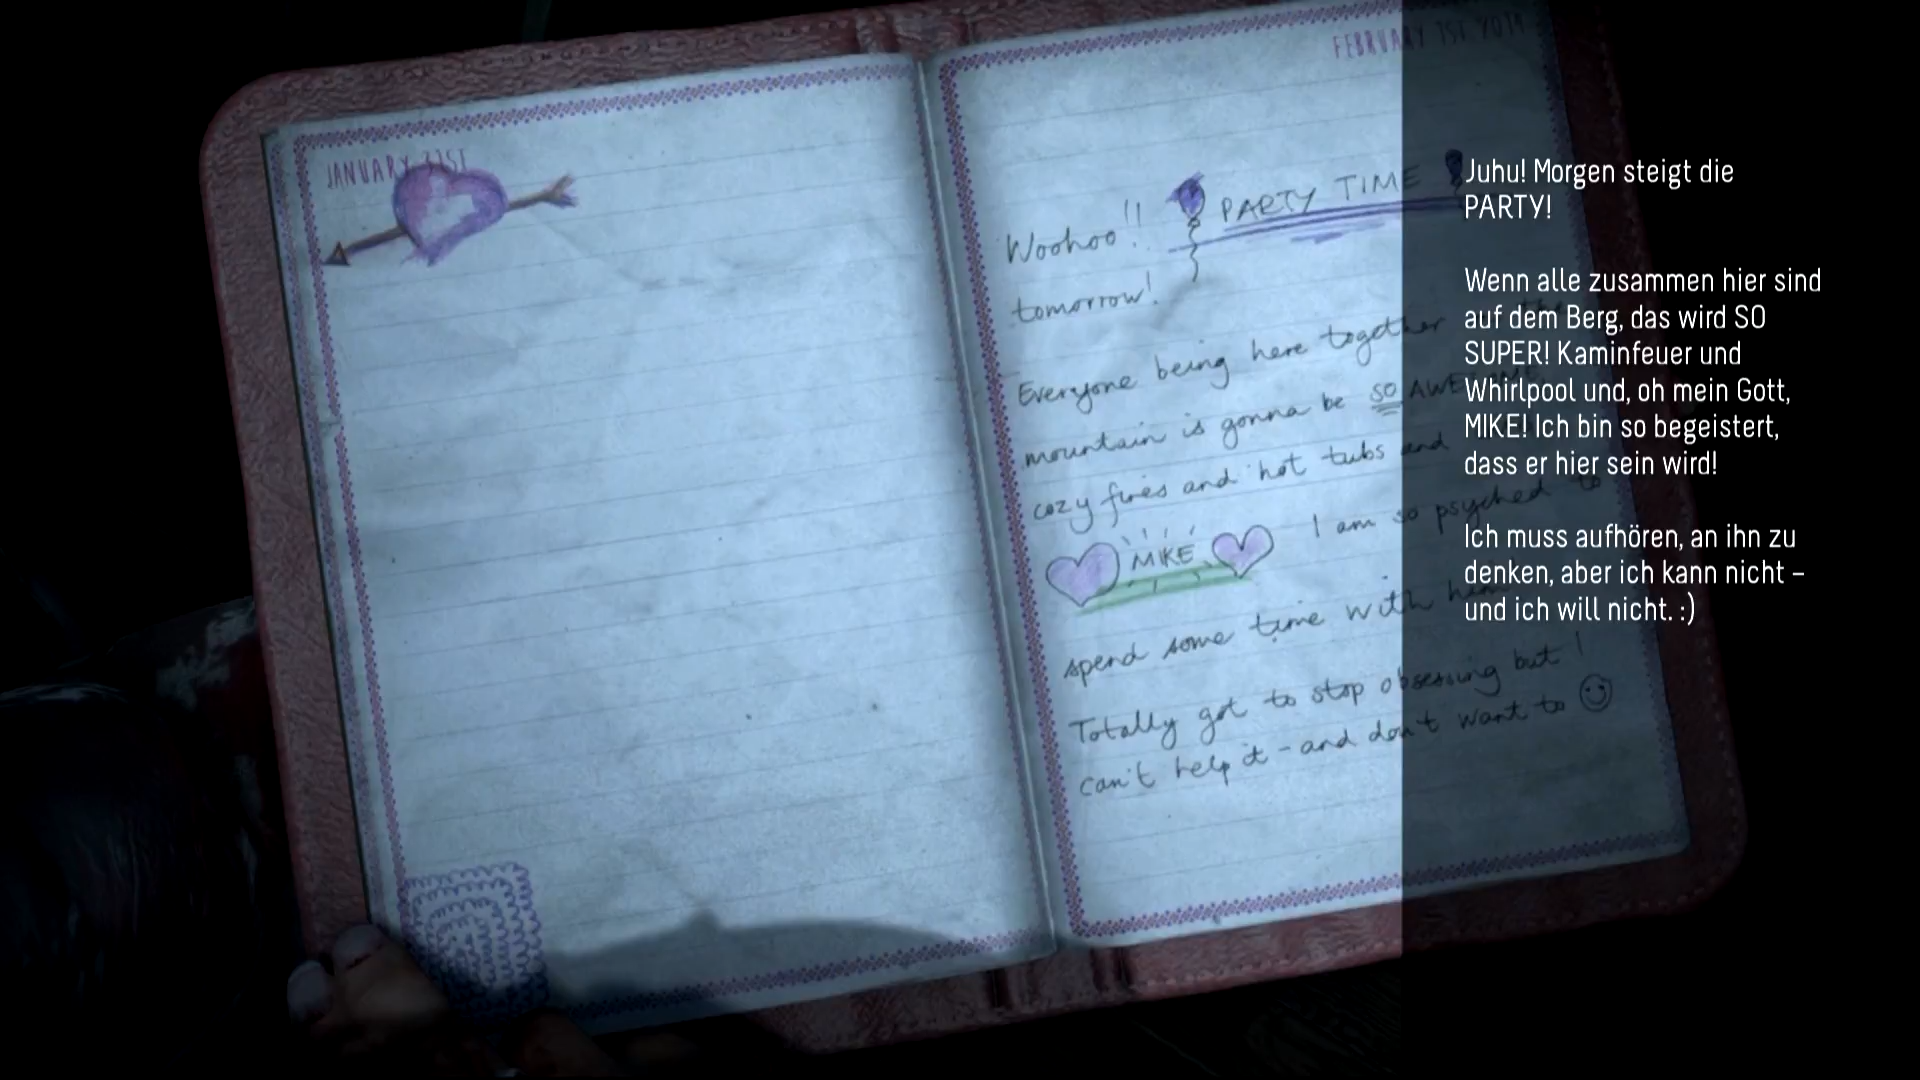 JANUARY 31ST
FEBRUARY 1ST 2014
Woohoo!! PARTY TIME
tomorrow!
Everyone being here together
mountain is gonna be SO AWESOME
cozy fires and hot tubs and
MIKE I am so psyched to
spend some time with him
Totally got to stop obsessing but I
can't help it - and don't want to
Juhu! Morgen steigt die
PARTY!
Wenn alle zusammen hier sind
auf dem Berg, das wird SO
SUPER! Kaminfeuer und
Whirlpool und, oh mein Gott,
MIKE! Ich bin so begeistert,
dass er hier sein wird!
Ich muss aufhören, an ihn zu
denken, aber ich kann nicht –
und ich will nicht. :)